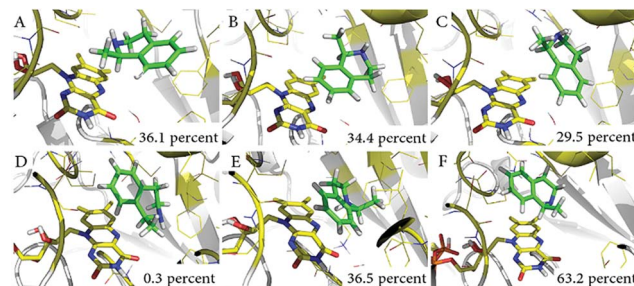 A
36.1 percent
B
34.4 percent
C
29.5 percent
D
0.3 percent
E
36.5 percent
F
63.2 percent